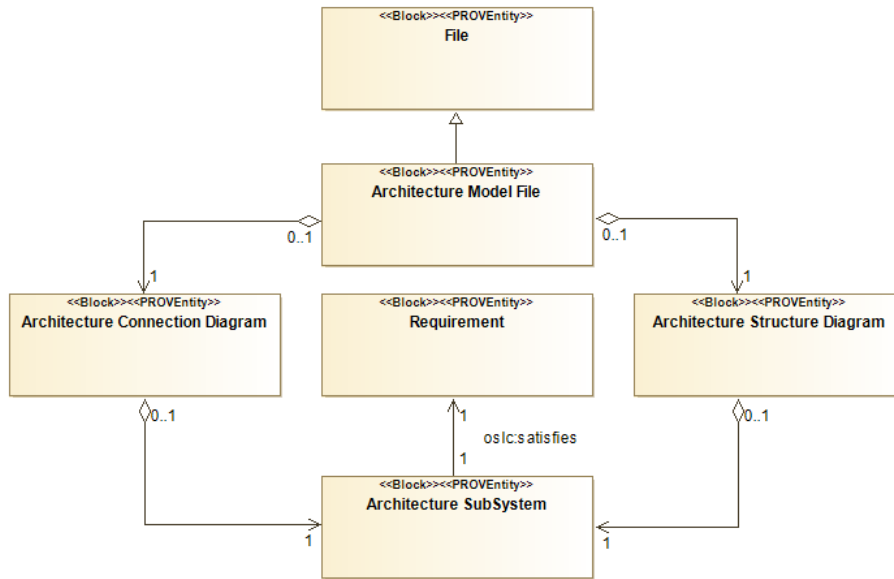 <<Block>><<PROVEntity>>
File
<<Block>><<PROVEntity>>
Architecture Model File
0..1
0..1
1
1
<<Block>><<PROVEntity>>
Architecture Connection Diagram
<<Block>><<PROVEntity>>
Requirement
<<Block>><<PROVEntity>>
Architecture Structure Diagram
0..1
1
0..1
oslc:satisfies
1
<<Block>><<PROVEntity>>
Architecture SubSystem
1
1